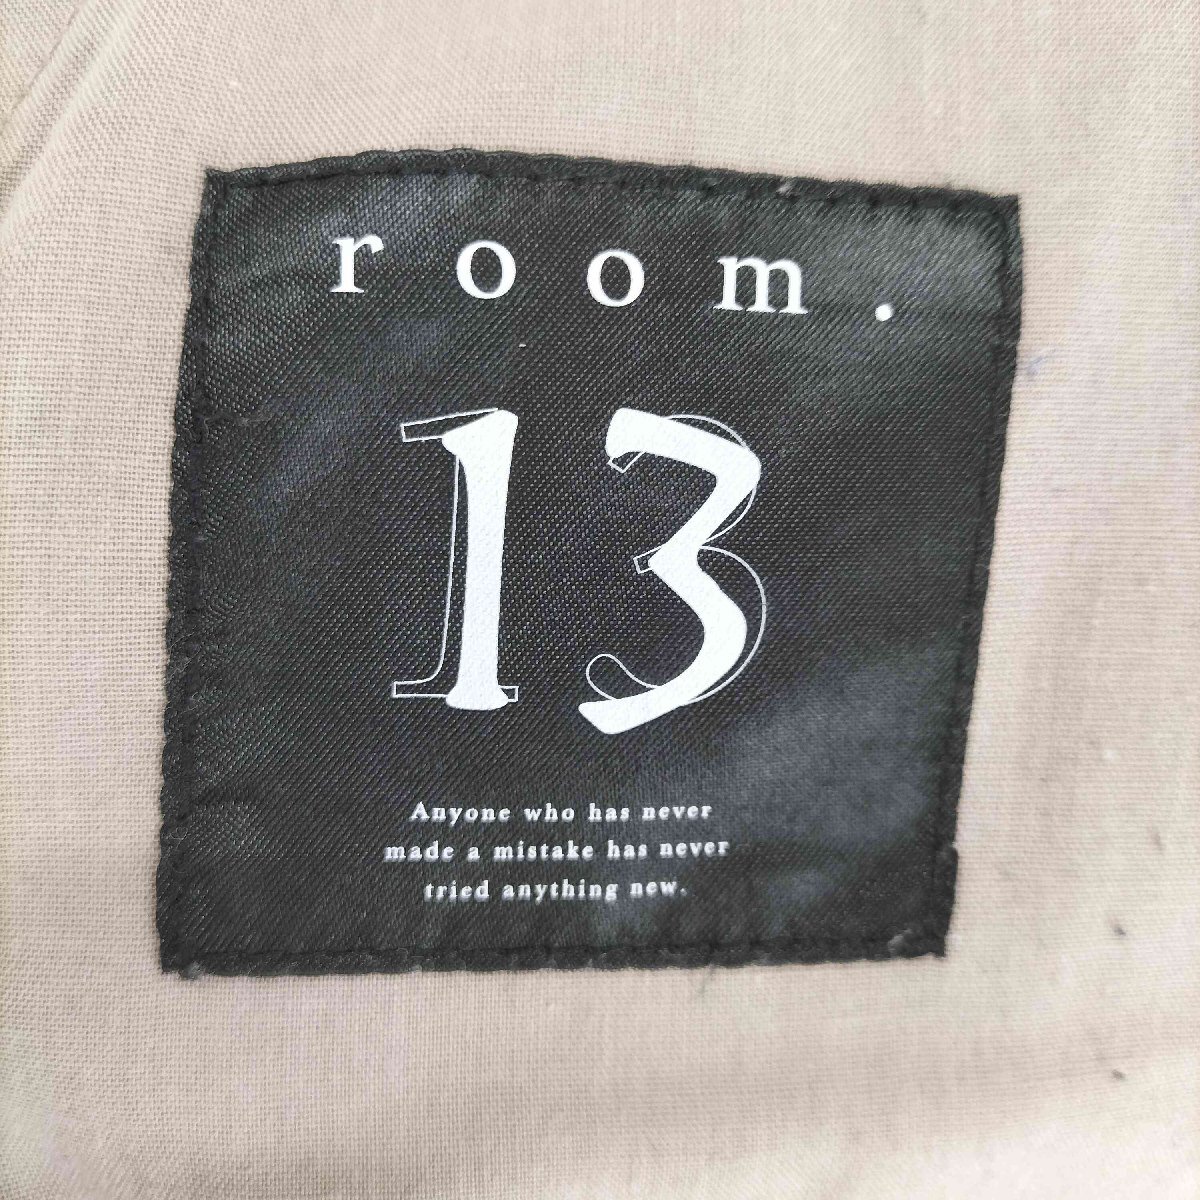 room.
13
Anyone who has never
made a mistake has never
tried anything new.